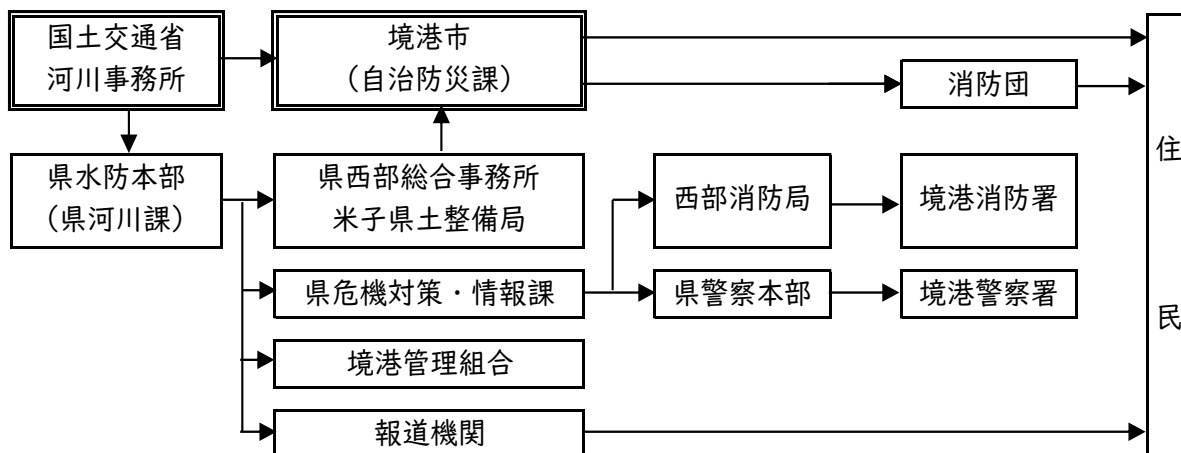 国土交通省
河川事務所
境港市
（自治防災課）
消防団
県水防本部
（県河川課）
県西部総合事務所
米子県土整備局
西部消防局
境港消防署
県危機対策・情報課
県警察本部
境港警察署
境港管理組合
報道機関
住
民